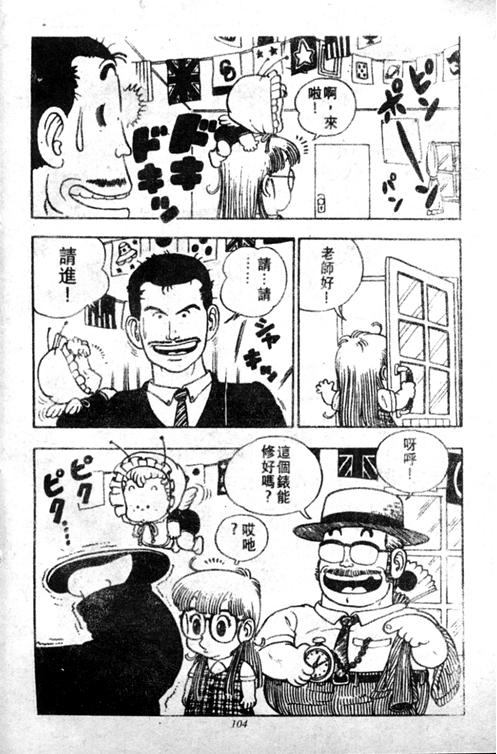 ピンポーン
パン
啊，來
啦！
ドキドキッ
老師好！
請⋯請
⋯⋯
請進！
シャキッ
呀呼！
這個錶能
修好嗎？
哎吔
？
ピク
ピク⋯⋯
104